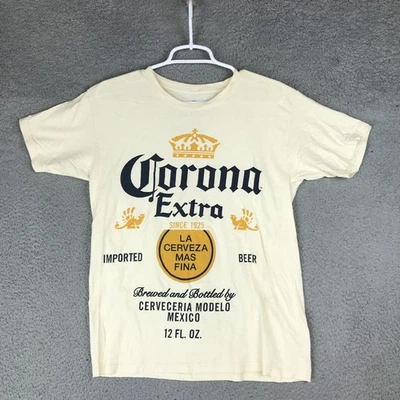 Corona
Extra
SINCE 1925
LA
CERVEZA
MAS
FINA
IMPORTED BEER
Brewed and Bottled by
CERVECERIA MODELO
MEXICO
12 FL. OZ.